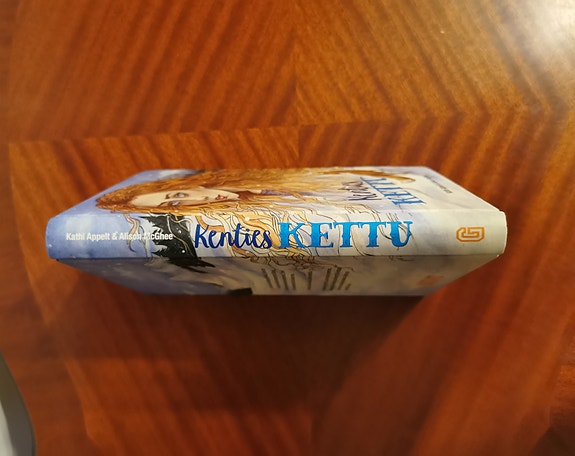 Kathi Appelt & Alison McGhee
Kenties KETTU